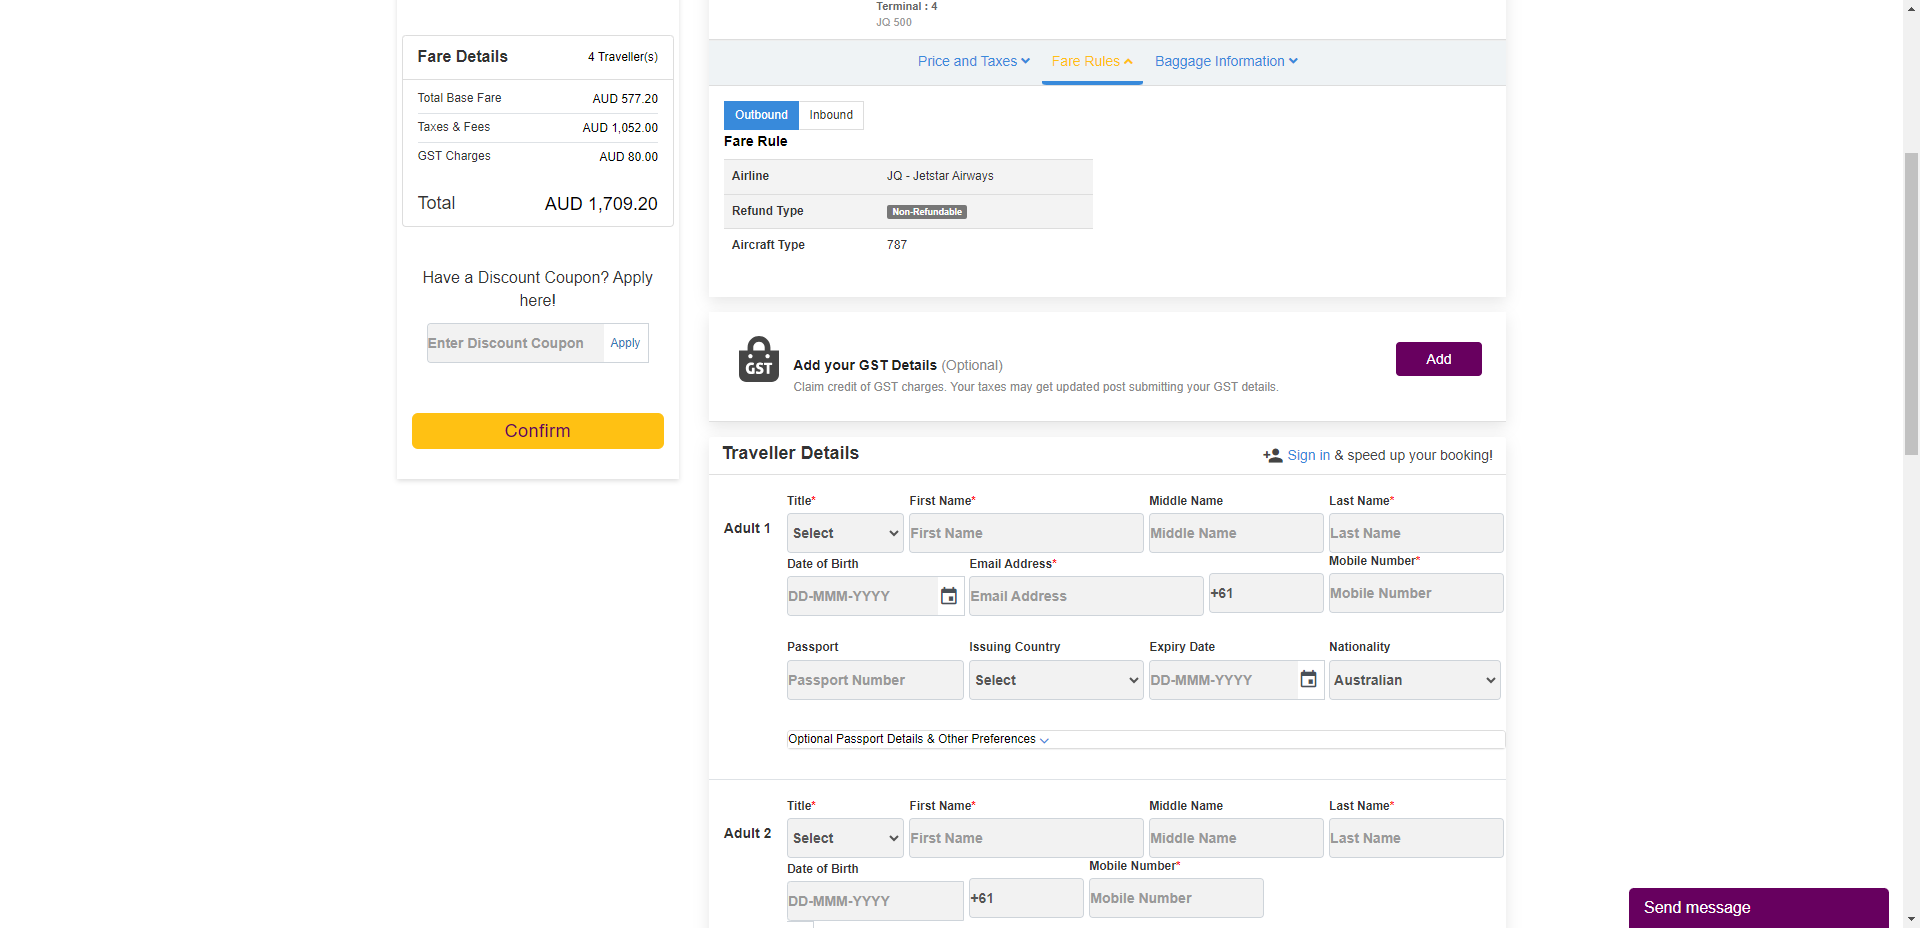 Terminal : 4
JQ 500
Fare Details
4 Traveller(s)
Total Base Fare
AUD 577.20
Taxes & Fees
AUD 1,052.00
GST Charges
AUD 80.00
Total
AUD 1,709.20
Have a Discount Coupon? Apply
here!
Enter Discount Coupon
Apply
Confirm
Price and Taxes
Fare Rules
Baggage Information
Outbound
Inbound
Fare Rule
Airline
JQ - Jetstar Airways
Refund Type
Non-Refundable
Aircraft Type
787
GST
Add your GST Details (Optional)
Claim credit of GST charges. Your taxes may get updated post submitting your GST details.
Add
Traveller Details
Sign in & speed up your booking!
Adult 1
Title*
First Name*
Middle Name
Last Name*
Select
First Name
Middle Name
Last Name
Date of Birth
Email Address*
Mobile Number*
DD-MMM-YYYY
Email Address
+61
Mobile Number
Passport
Issuing Country
Expiry Date
Nationality
Passport Number
Select
DD-MMM-YYYY
Australian
Optional Passport Details & Other Preferences
Adult 2
Title*
First Name*
Middle Name
Last Name*
Select
First Name
Middle Name
Last Name
Date of Birth
Mobile Number*
DD-MMM-YYYY
+61
Mobile Number
Send message